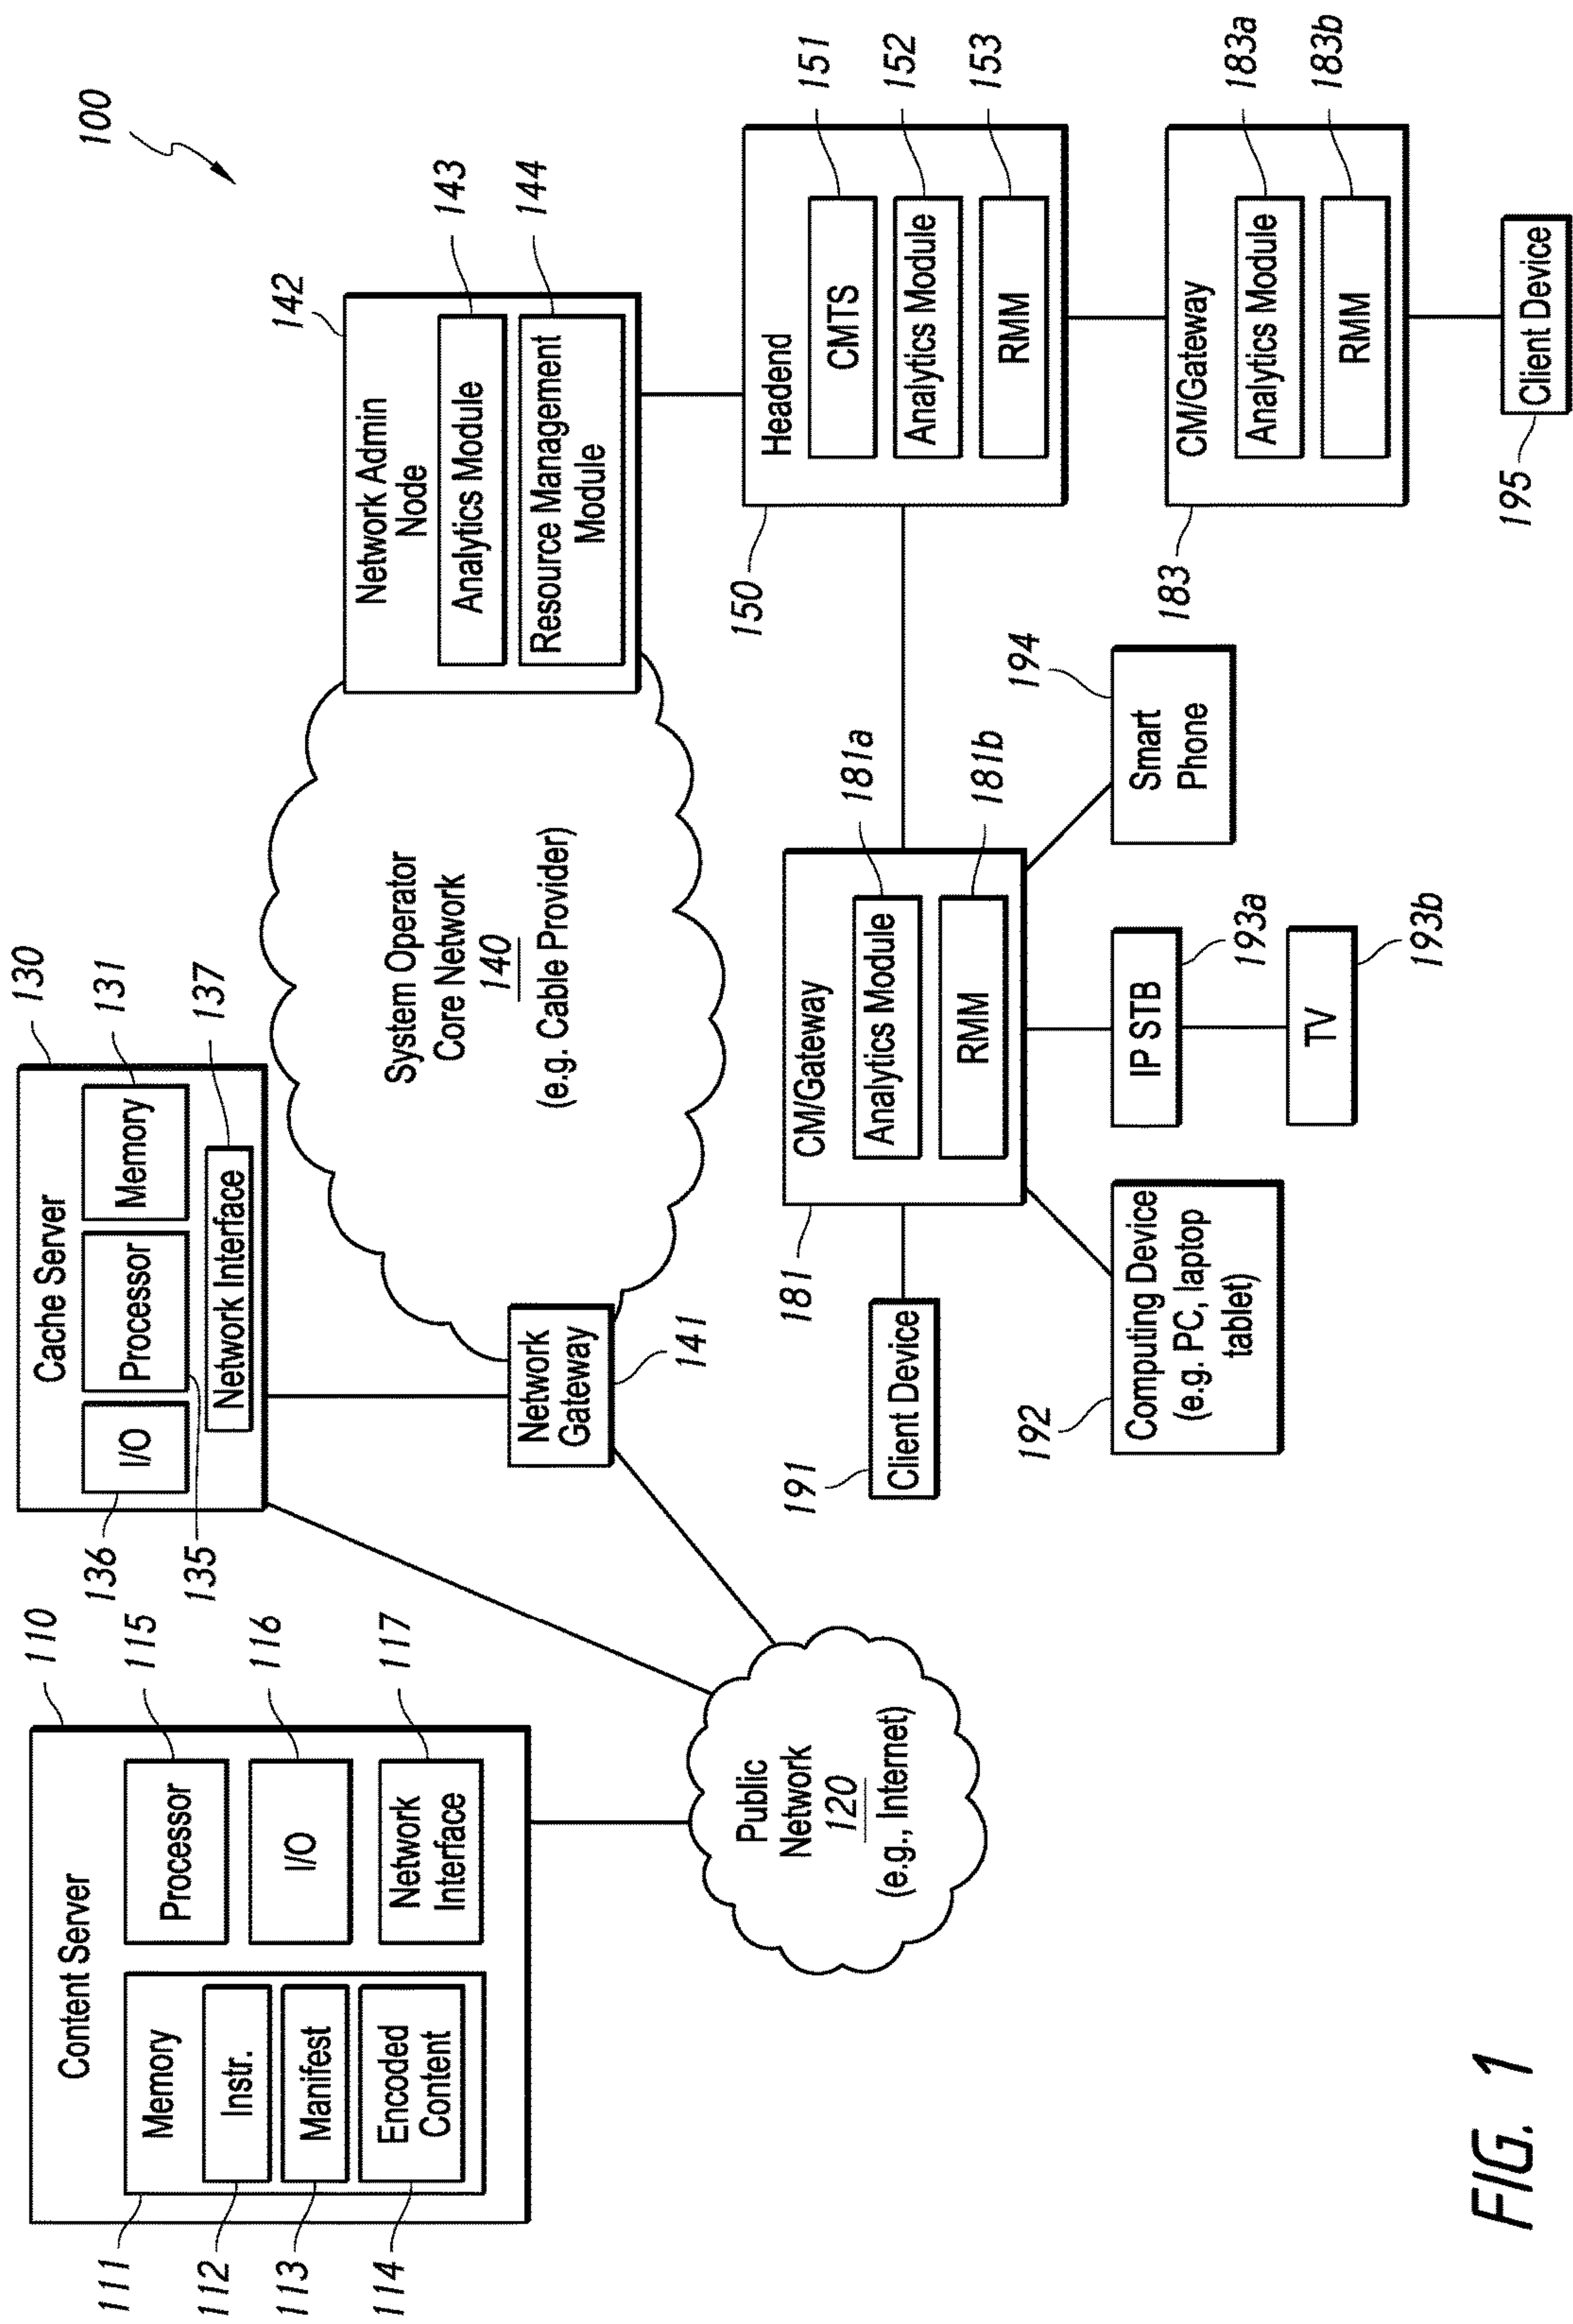 100
110
Content Server
111
Memory
112
Instr.
113
Manifest
114
Encoded
Content
115
Processor
116
I/O
117
Network
Interface
130
Cache Server
136
I/O
135
Processor
131
Memory
137
Network Interface
Public
Network
120
(e.g., Internet)
Network
Gateway
141
System Operator
Core Network
140
(e.g. Cable Provider)
142
Network Admin
Node
143
Analytics Module
144
Resource Management
Module
150
Headend
151
CMTS
152
Analytics Module
153
RMM
181
CM/Gateway
181a
Analytics Module
181b
RMM
183
CM/Gateway
183a
Analytics Module
183b
RMM
191
Client Device
192
Computing Device
(e.g. PC, laptop
tablet)
IP STB
193a
TV
193b
194
Smart
Phone
195
Client Device
FIG. 1